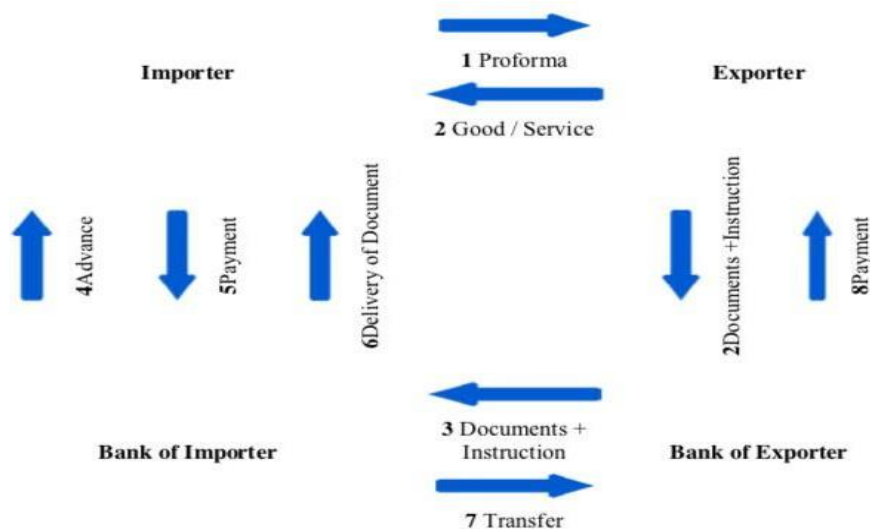 1 Proforma
Importer
Exporter
2 Good / Service
4Advance
5Payment
6Delivery of Document
2Documents +Instruction
8Payment
3 Documents +
Instruction
Bank of Importer
Bank of Exporter
7 Transfer